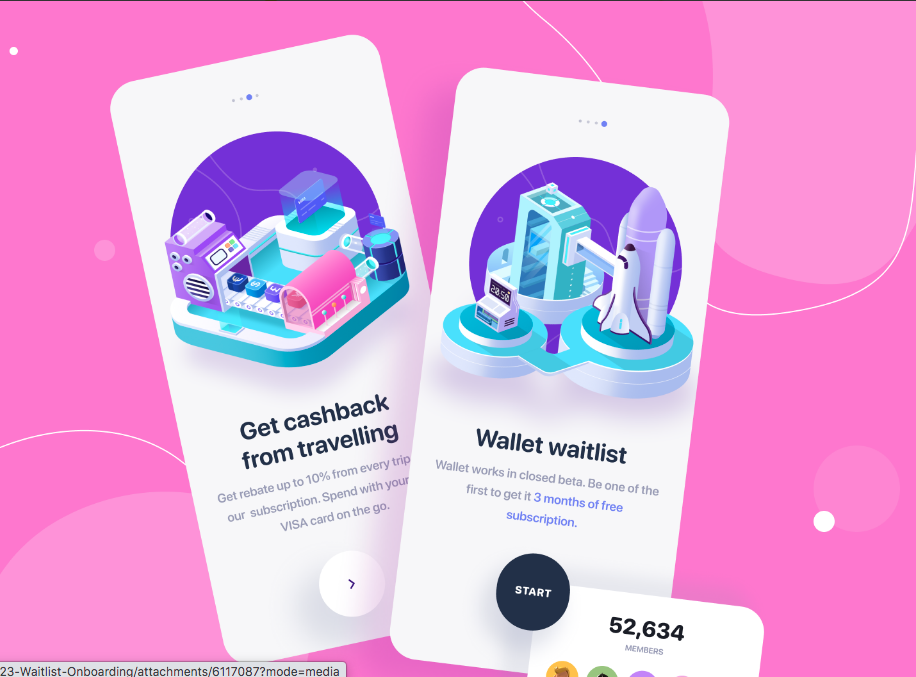 Get cashback
from travelling
Get rebate up to 10% from every trip
our subscription. Spend with your
VISA card on the go.
20:50
Wallet waitlist
Wallet works in closed beta. Be one of the
first to get it 3 months of free
subscription.
START
52,634
MEMBERS
23-Waitlist-Onboarding/attachments/6117087?mode=media